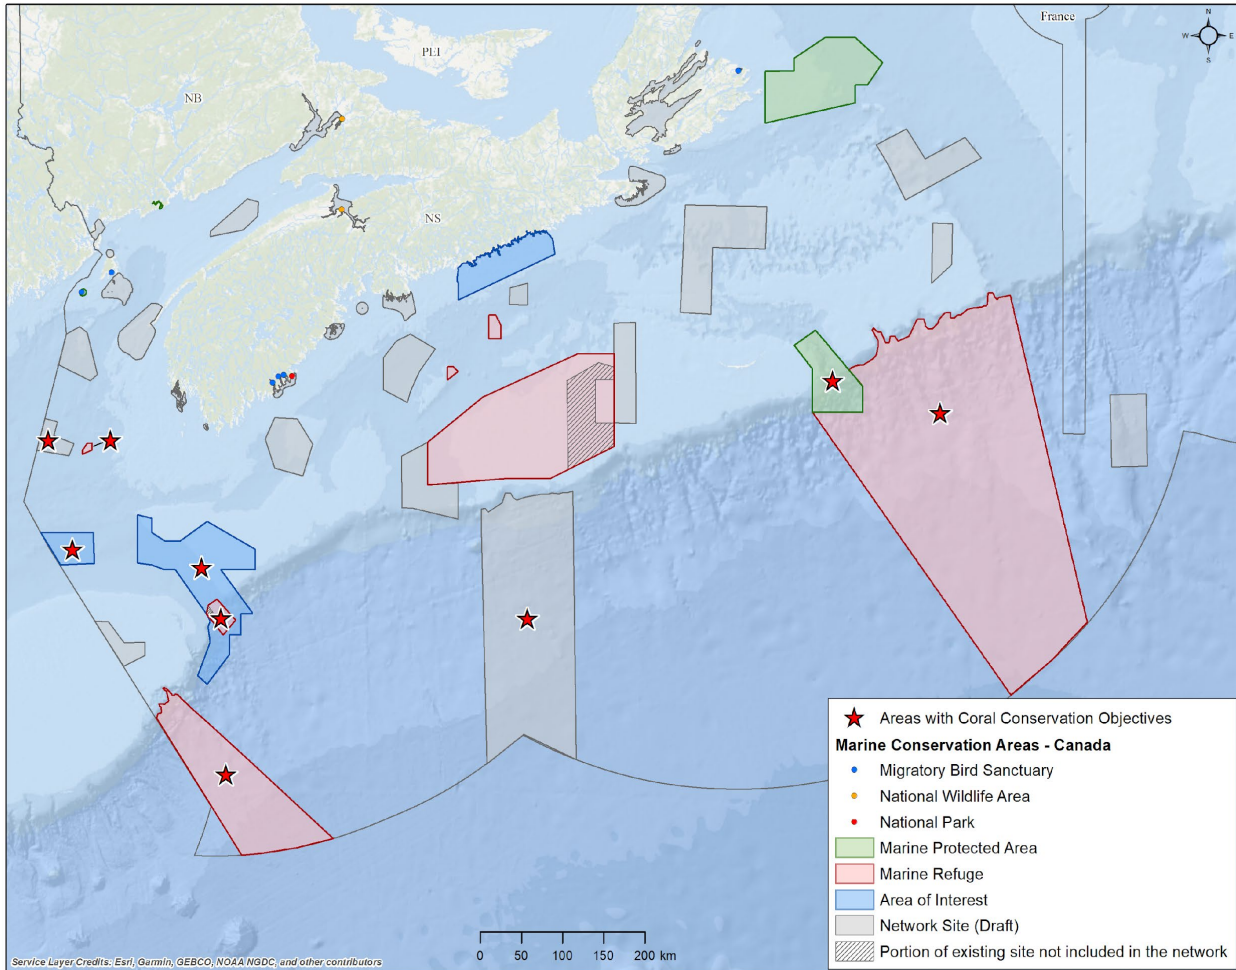 France
N
W E
S
PEI
NB
NS
Areas with Coral Conservation Objectives
Marine Conservation Areas - Canada
Migratory Bird Sanctuary
National Wildlife Area
National Park
Marine Protected Area
Marine Refuge
Area of Interest
Network Site (Draft)
Portion of existing site not included in the network
0 50 100 150 200 km
Service Layer Credits: Esri, Garmin, GEBCO, NOAA NGDC, and other contributors